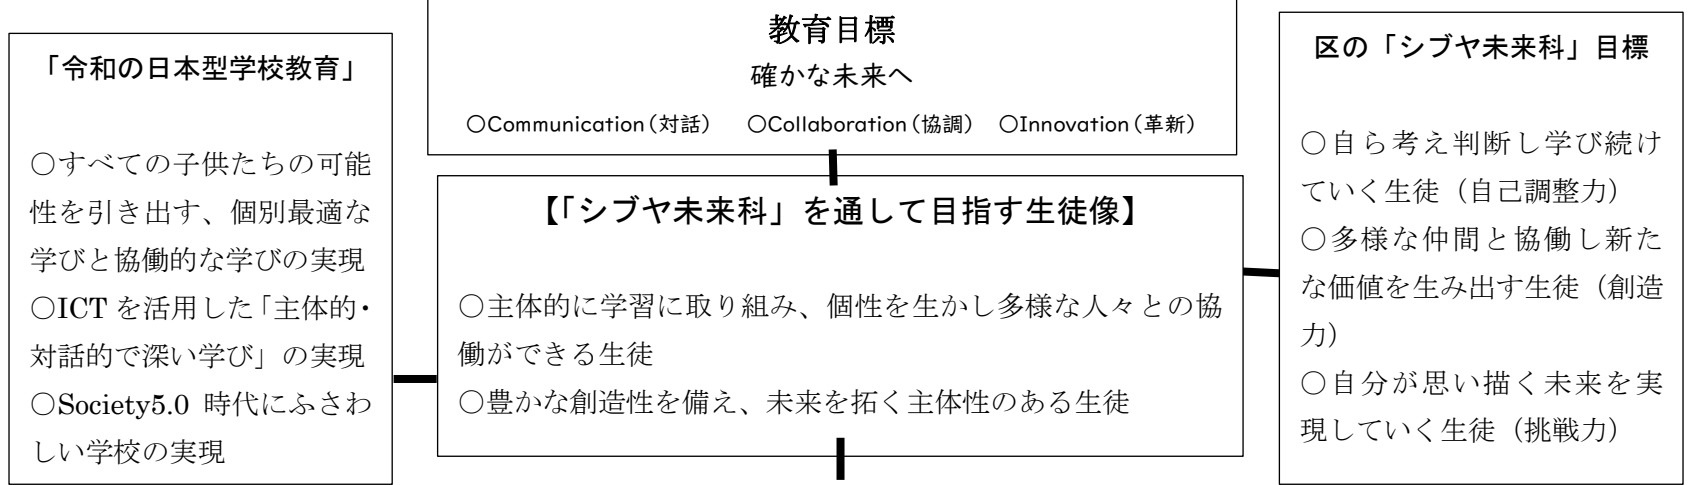 「令和の日本型学校教育」
○すべての子供たちの可能
性を引き出す、個別最適な
学びと協働的な学びの実現
○ICT を活用した「主体的・
対話的で深い学び」の実現
○Society5.0 時代にふさわ
しい学校の実現
教育目標
確かな未来へ
○Communication(対話) ○Collaboration(協調) ○Innovation(革新)
【「シブヤ未来科」を通して目指す生徒像】
○主体的に学習に取り組み、個性を生かし多様な人々との協
働ができる生徒
○豊かな創造性を備え、未来を拓く主体性のある生徒
区の「シブヤ未来科」目標
○自ら考え判断し学び続け
ていく生徒（自己調整力）
○多様な仲間と協働し新た
な価値を生み出す生徒（創造
力）
○自分が思い描く未来を実
現していく生徒（挑戦力）